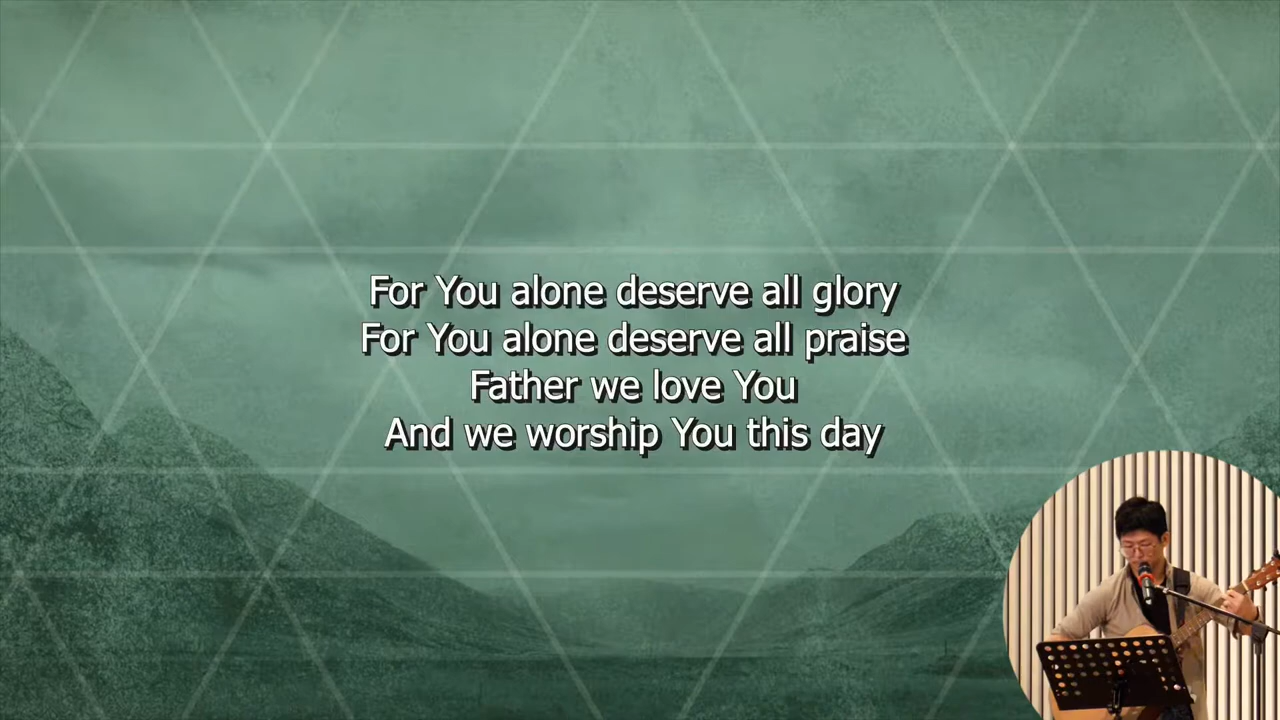 For You alone deserve all glory
For You alone deserve all praise
Father we love You
And we worship You this day